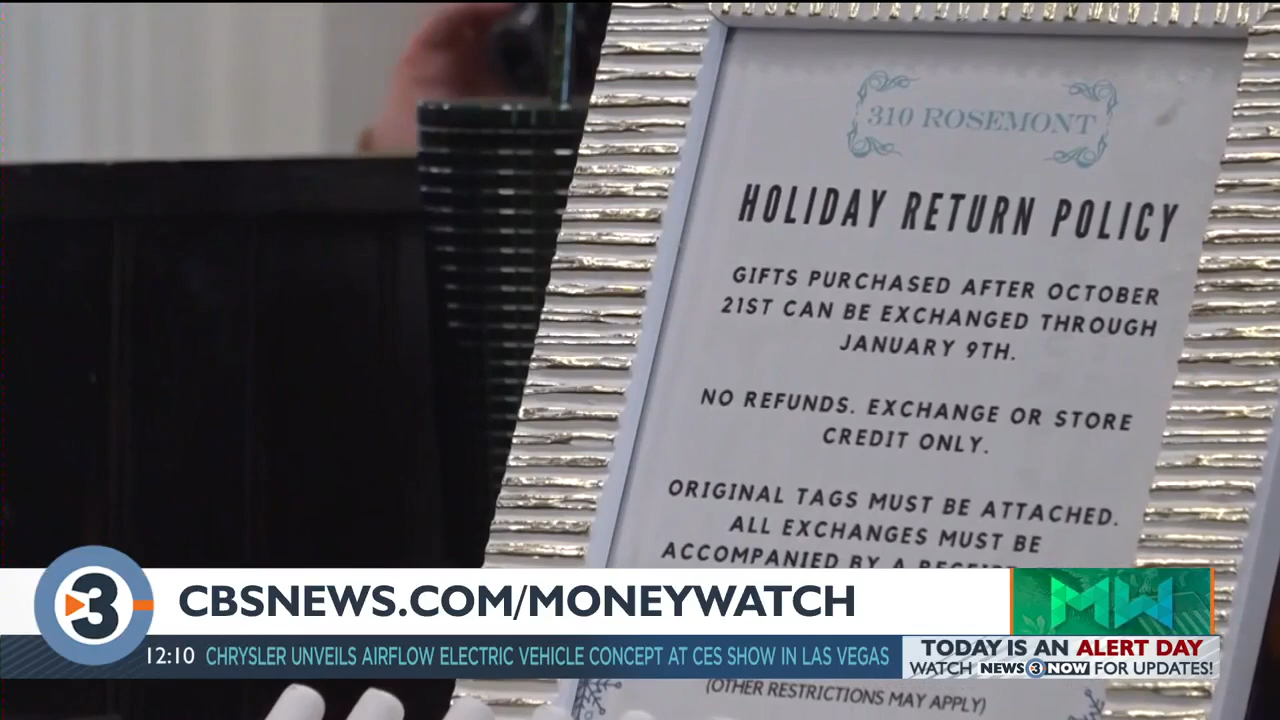 310 ROSEMONT
HOLIDAY RETURN POLICY
GIFTS PURCHASED AFTER OCTOBER
21ST CAN BE EXCHANGED THROUGH
JANUARY 9TH.
NO REFUNDS. EXCHANGE OR STORE
CREDIT ONLY.
ORIGINAL TAGS MUST BE ATTACHED.
ALL EXCHANGES MUST BE
ACCOMPANIED BY A
3
CBSNEWS.COM/MONEYWATCH
MW
12:10 CHRYSLER UNVEILS AIRFLOW ELECTRIC VEHICLE CONCEPT AT CES SHOW IN LAS VEGAS
TODAY IS AN ALERT DAY
WATCH NEWS 3 NOW FOR UPDATES!
(OTHER RESTRICTIONS MAY APPLY)